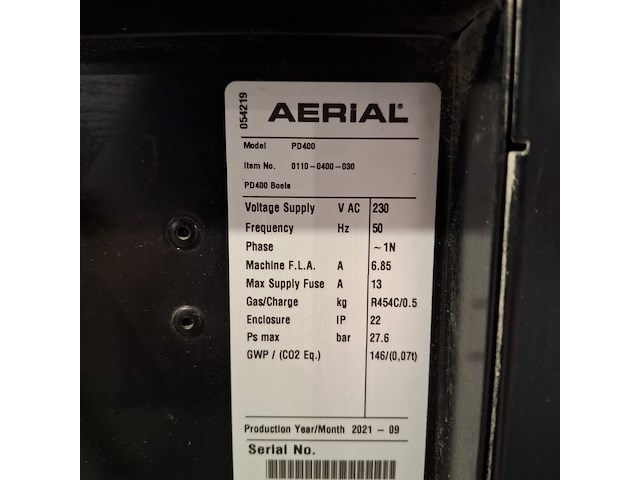 054219
AERIAL
Model PD400
Item No. 0110-0400-030
PD400 Boels
Voltage Supply V AC 230
Frequency Hz 50
Phase ~1N
Machine F.L.A. A 6.85
Max Supply Fuse A 13
Gas/Charge kg R454C/0.5
Enclosure IP 22
Ps max bar 27.6
GWP / (CO2 Eq.) 146/(0,07t)
Production Year/Month 2021 - 09
Serial No.